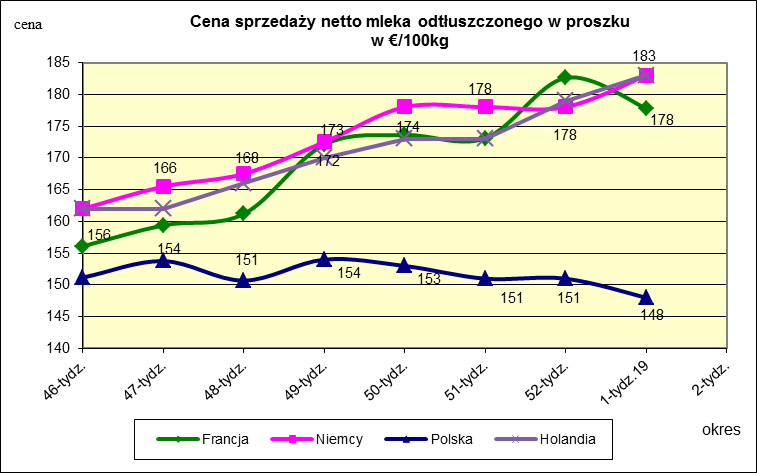 Cena sprzedaży netto mleka odtłuszczonego w proszku
w €/100kg
cena
185
180
175
170
165
160
155
150
145
140
183
178
178
178
174
173
172
168
166
156
154
151
154
153
151
151
148
46-tydz.
47-tydz.
48-tydz.
49-tydz.
50-tydz.
51-tydz.
52-tydz.
1-tydz.19
2-tydz.
okres
Francja Niemcy Polska Holandia